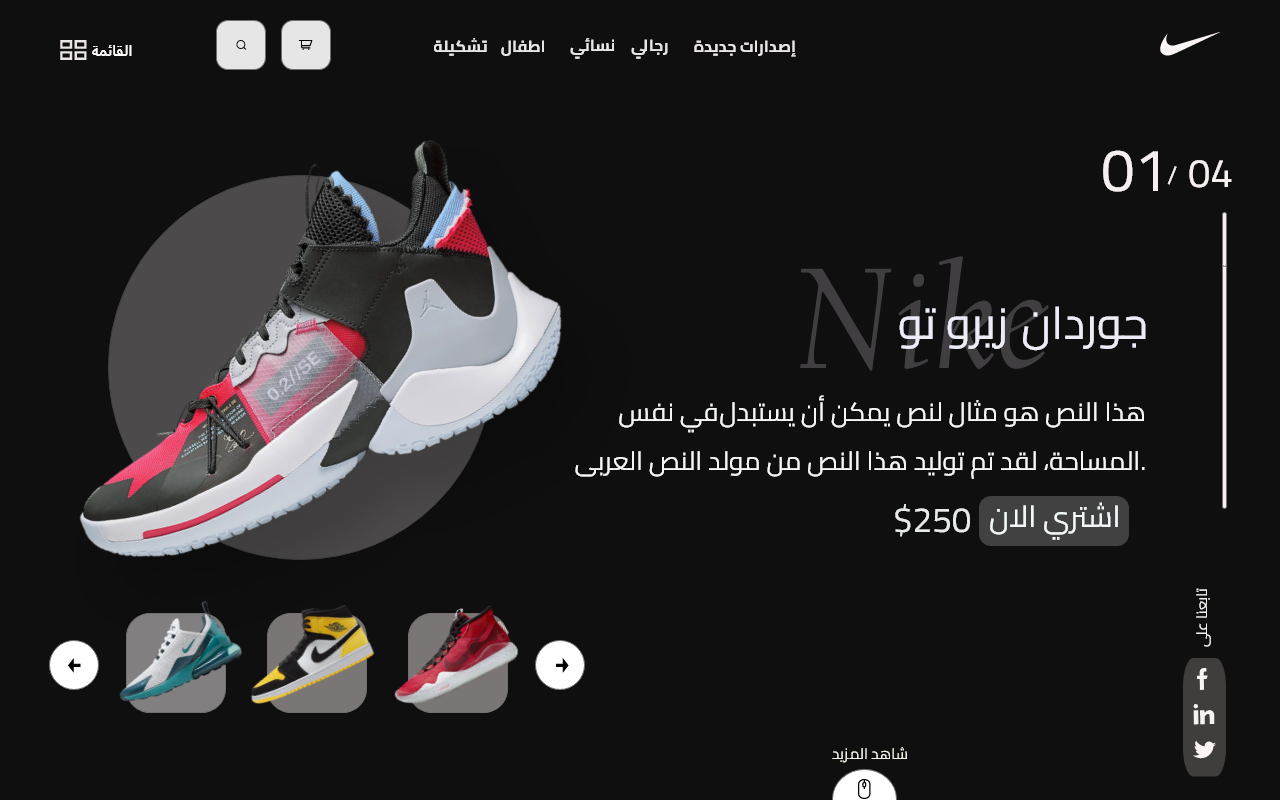 إصدارات جديدة
رجالي
نسائي
اطفال
تشكيلة
القائمة
01/ 04
Nike
جوردان زيرو تو
هذا النص هو مثال لنص يمكن أن يستبدل في نفس
المساحة، لقد تم توليد هذا النص من مولد النص العربى.
اشتري الان
$250
0.2//SE
تابعنا على
شاهد المزيد